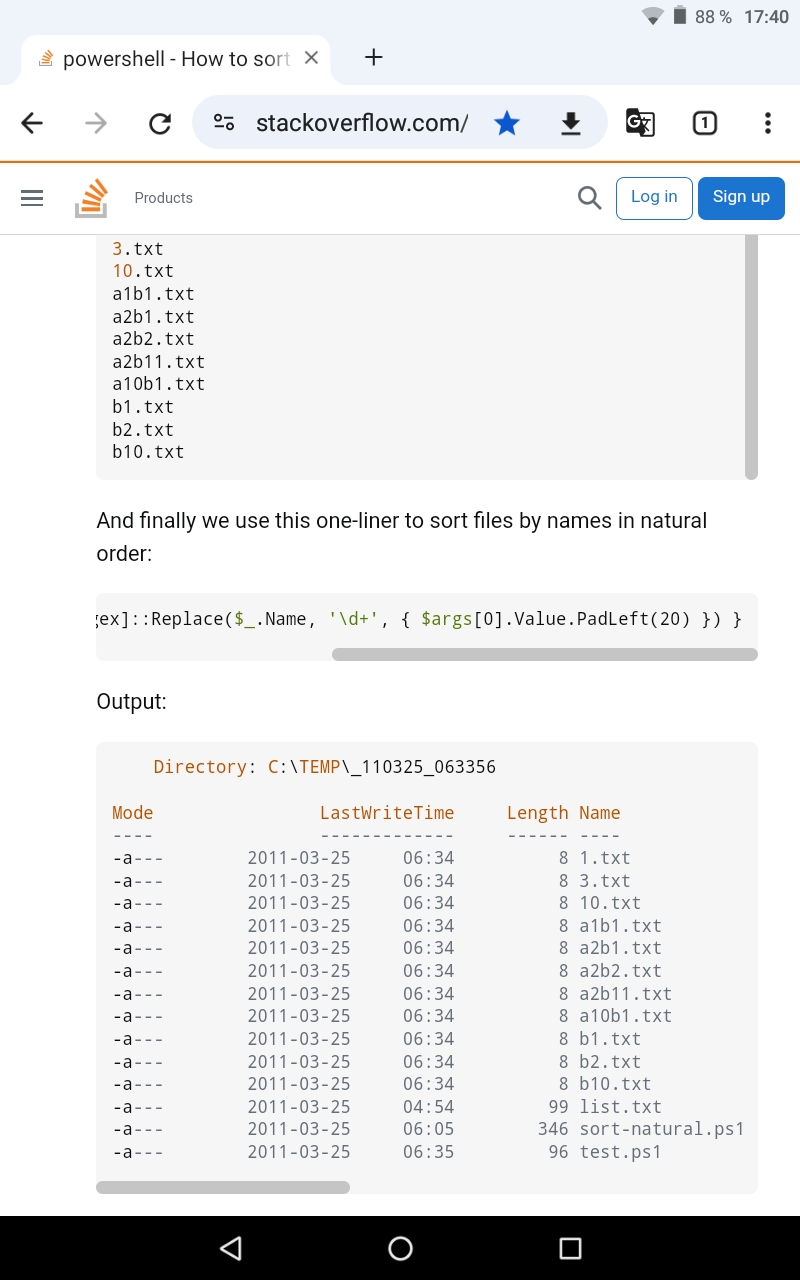 88 % 17:40
powershell - How to sort
stackoverflow.com/
1
Products
Log in
Sign up
3.txt
10.txt
a1b1.txt
a2b1.txt
a2b2.txt
a2b11.txt
a10b1.txt
b1.txt
b2.txt
b10.txt
And finally we use this one-liner to sort files by names in natural
order:
gex]::Replace($_.Name, '\d+', { $args[0].Value.PadLeft(20) }) }
Output:
    Directory: C:\TEMP\_110325_063356
Mode                LastWriteTime     Length Name
----                -------------     ------ ----
-a---        2011-03-25     06:34          8 1.txt
-a---        2011-03-25     06:34          8 3.txt
-a---        2011-03-25     06:34          8 10.txt
-a---        2011-03-25     06:34          8 a1b1.txt
-a---        2011-03-25     06:34          8 a2b1.txt
-a---        2011-03-25     06:34          8 a2b2.txt
-a---        2011-03-25     06:34          8 a2b11.txt
-a---        2011-03-25     06:34          8 a10b1.txt
-a---        2011-03-25     06:34          8 b1.txt
-a---        2011-03-25     06:34          8 b2.txt
-a---        2011-03-25     06:34          8 b10.txt
-a---        2011-03-25     04:54         99 list.txt
-a---        2011-03-25     06:05        346 sort-natural.ps1
-a---        2011-03-25     06:35         96 test.ps1